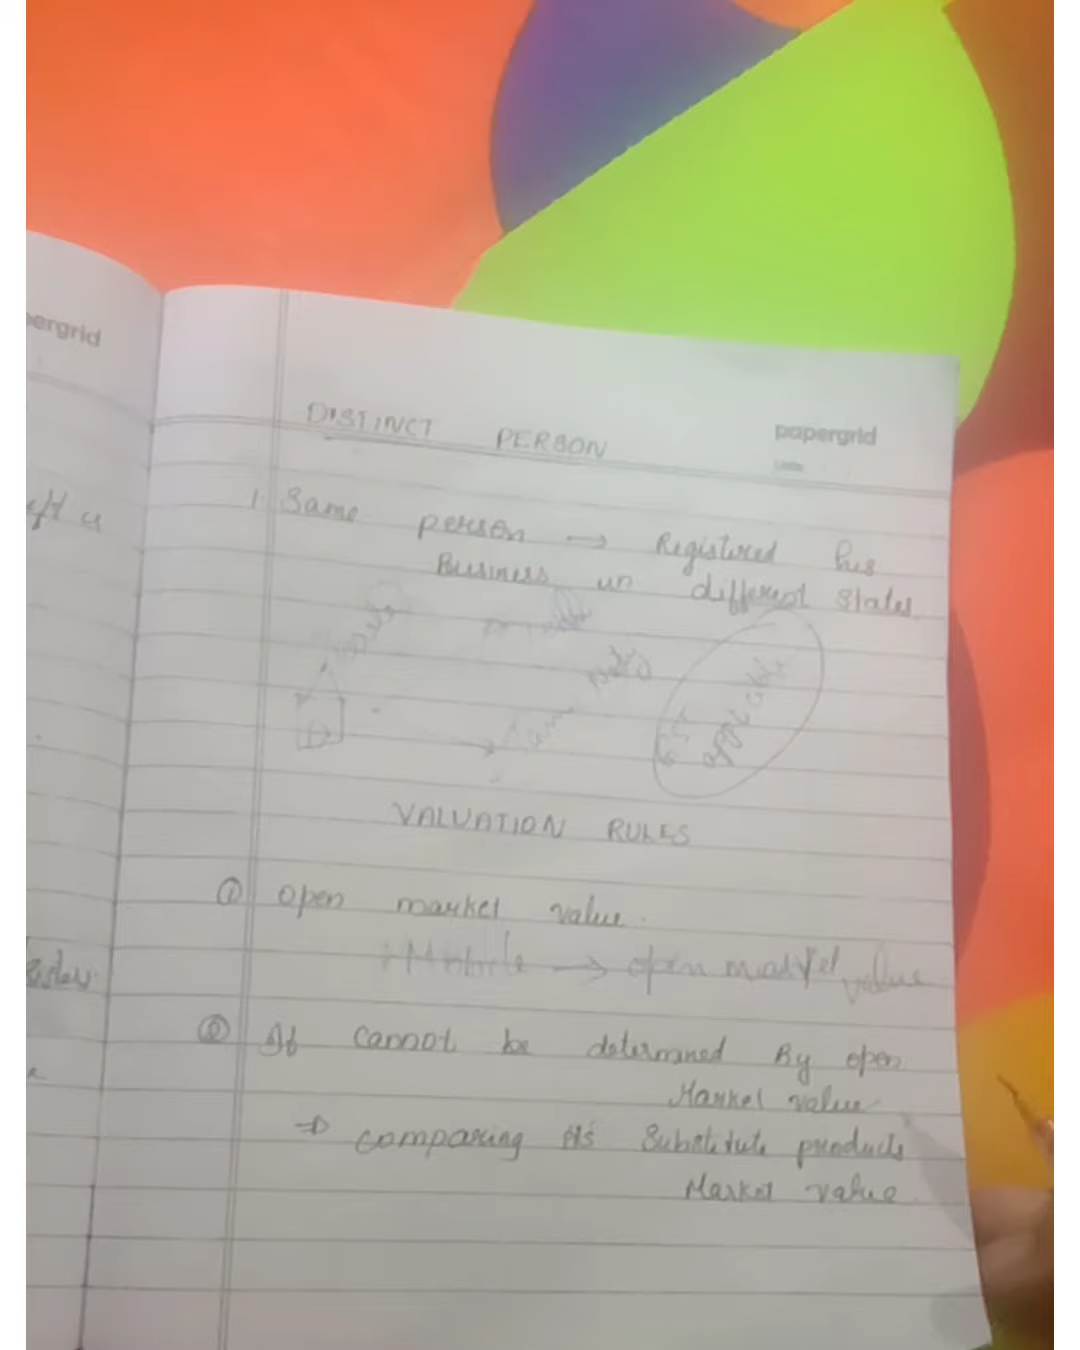 pergrid
papergrid
DISTINCT PERSON
1. Same person → Registered his
Business in different states
GST
applicable
VALUATION RULES
① open market value.
→ open market value
② If cannot be determined By open
Market value
⇒ comparing its Substitute products
Market value.